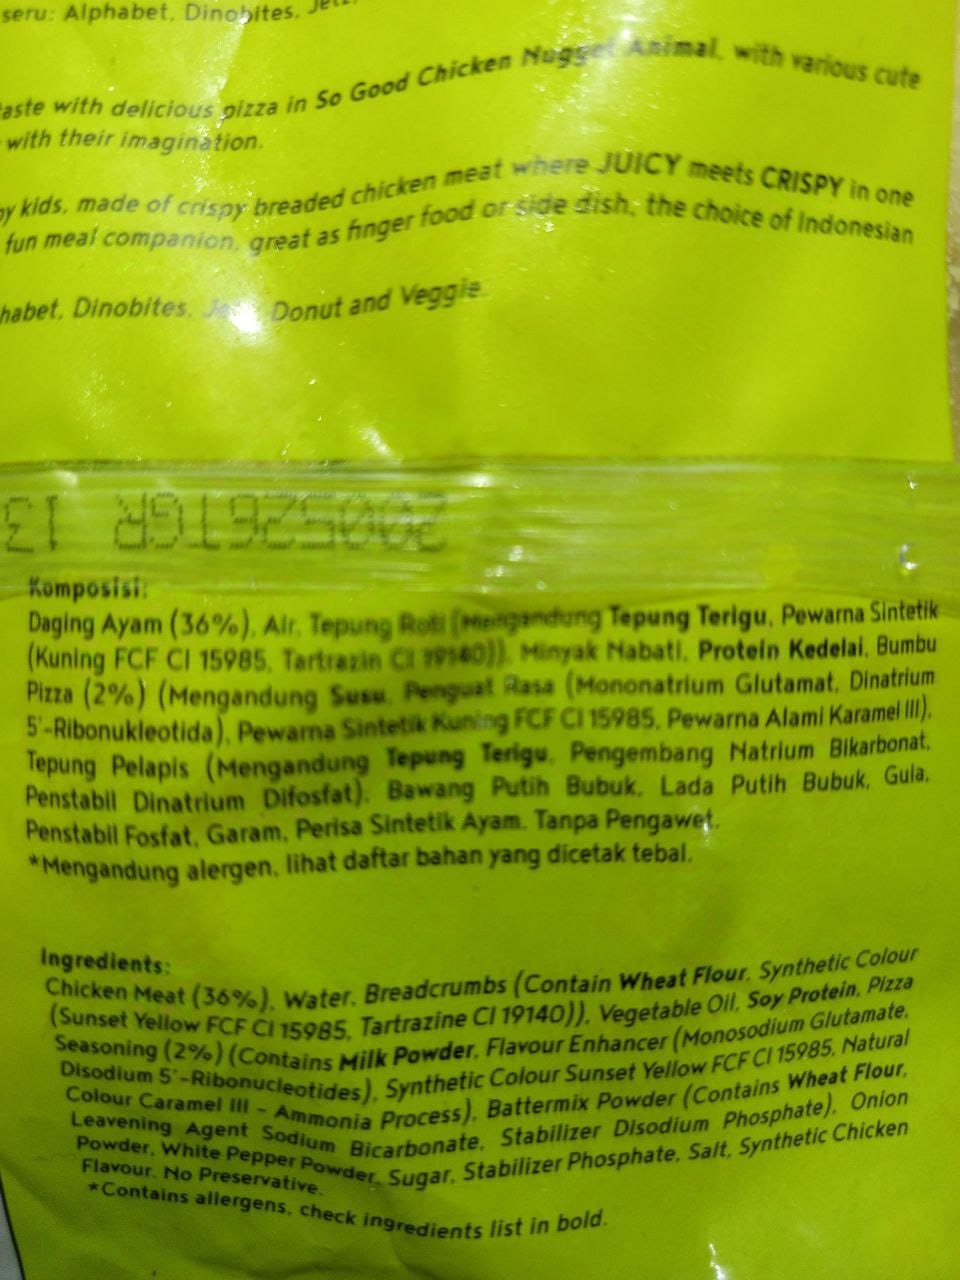 seru: Alphabet, Dinobites,
taste with delicious pizza in So Good Chicken Nugget Animal, with various cute
with their imagination.
kids, made of crispy breaded chicken meat where JUICY meets CRISPY in one
fun meal companion, great as finger food or side dish, the choice of Indonesian
Alphabet, Dinobites, Donut and Veggie.
Komposisi:
Daging Ayam (36%), Air, Tepung Roti (Mengandung Tepung Terigu, Pewarna Sintetik
(Kuning FCF CI 15985, Tartrazin CI 19140)), Minyak Nabati, Protein Kedelai, Bumbu
Pizza (2%) (Mengandung Susu, Penguat Rasa (Mononatrium Glutamat, Dinatrium
5'-Ribonukleotida), Pewarna Sintetik Kuning FCF CI 15985, Pewarna Alami Karamel III),
Tepung Pelapis (Mengandung Tepung Terigu, Pengembang Natrium Bikarbonat,
Penstabil Dinatrium Difosfat), Bawang Putih Bubuk, Lada Putih Bubuk, Gula,
Penstabil Fosfat, Garam, Perisa Sintetik Ayam. Tanpa Pengawet.
*Mengandung alergen, lihat daftar bahan yang dicetak tebal.
Ingredients:
Chicken Meat (36%), Water, Breadcrumbs (Contain Wheat Flour, Synthetic Colour
(Sunset Yellow FCF CI 15985, Tartrazine CI 19140)), Vegetable Oil, Soy Protein, Pizza
Seasoning (2%) (Contains Milk Powder, Flavour Enhancer (Monosodium Glutamate,
Disodium 5'-Ribonucleotides), Synthetic Colour Sunset Yellow FCF CI 15985, Natural
Colour Caramel III - Ammonia Process), Battermix Powder (Contains Wheat Flour,
Leavening Agent Sodium Bicarbonate, Stabilizer Disodium Phosphate), Onion
Powder, White Pepper Powder, Sugar, Stabilizer Phosphate, Salt, Synthetic Chicken
Flavour. No Preservative.
*Contains allergens, check ingredients list in bold.